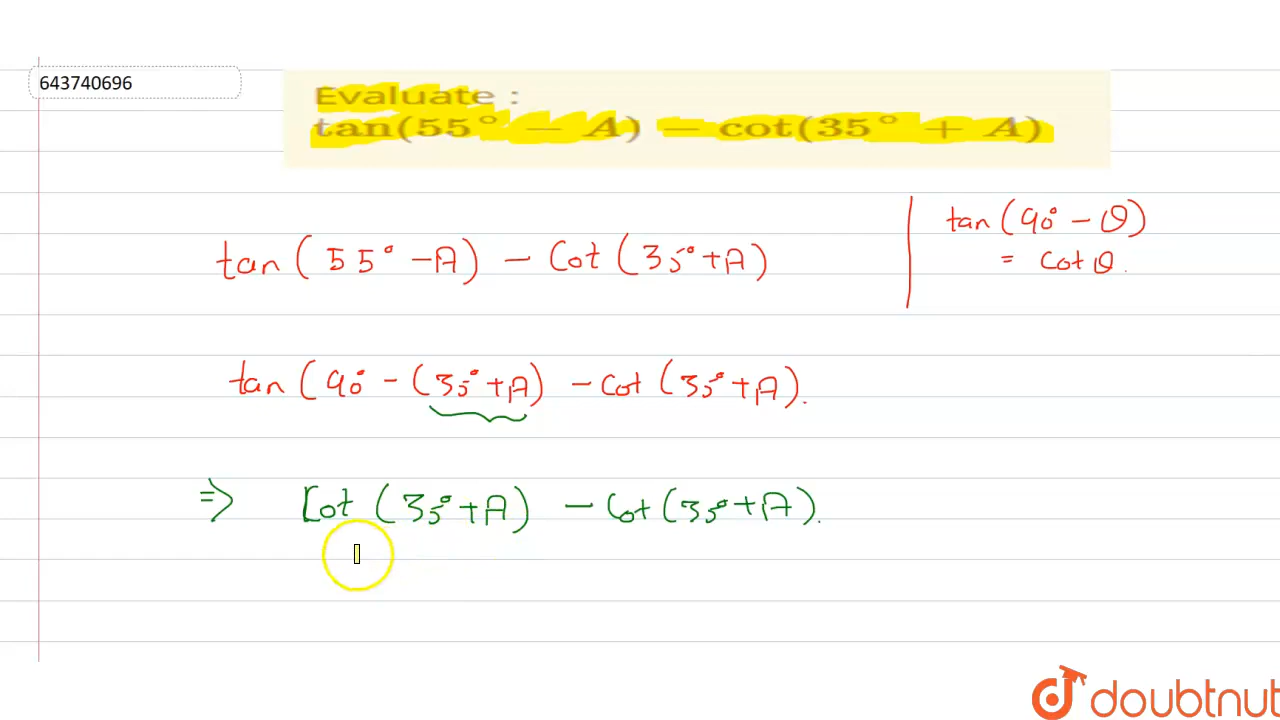 643740696
Evaluate :
tan(55° − A) − cot(35° + A)
tan(90° − θ)
= cot θ.
tan(55° − A) − Cot(35° + A)
tan(90° − (35° + A) − cot(35° + A).
⇒ Cot(35° + A) − Cot(35° + A).
doubtnut